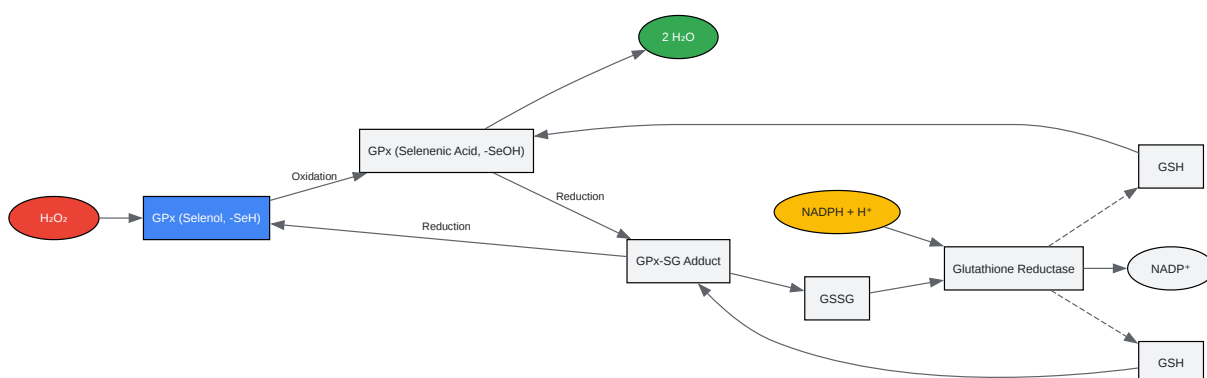 2 H₂O
GPx (Selenenic Acid, -SeOH)
GSH
Oxidation
Reduction
H₂O₂
GPx (Selenol, -SeH)
NADPH + H⁺
Reduction
GPx-SG Adduct
Glutathione Reductase
NADP⁺
GSSG
GSH